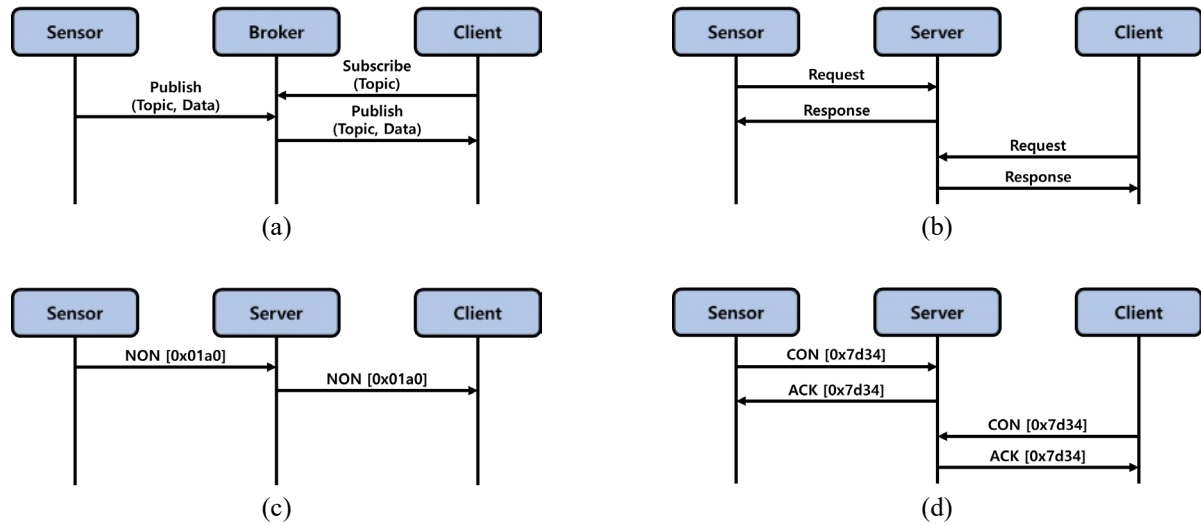 Sensor Broker Client
Subscribe
(Topic)
Publish
(Topic, Data)
Publish
(Topic, Data)
(a)
Sensor Server Client
Request
Response
Request
Response
(b)
Sensor Server Client
NON [0x01a0]
NON [0x01a0]
(c)
Sensor Server Client
CON [0x7d34]
ACK [0x7d34]
CON [0x7d34]
ACK [0x7d34]
(d)